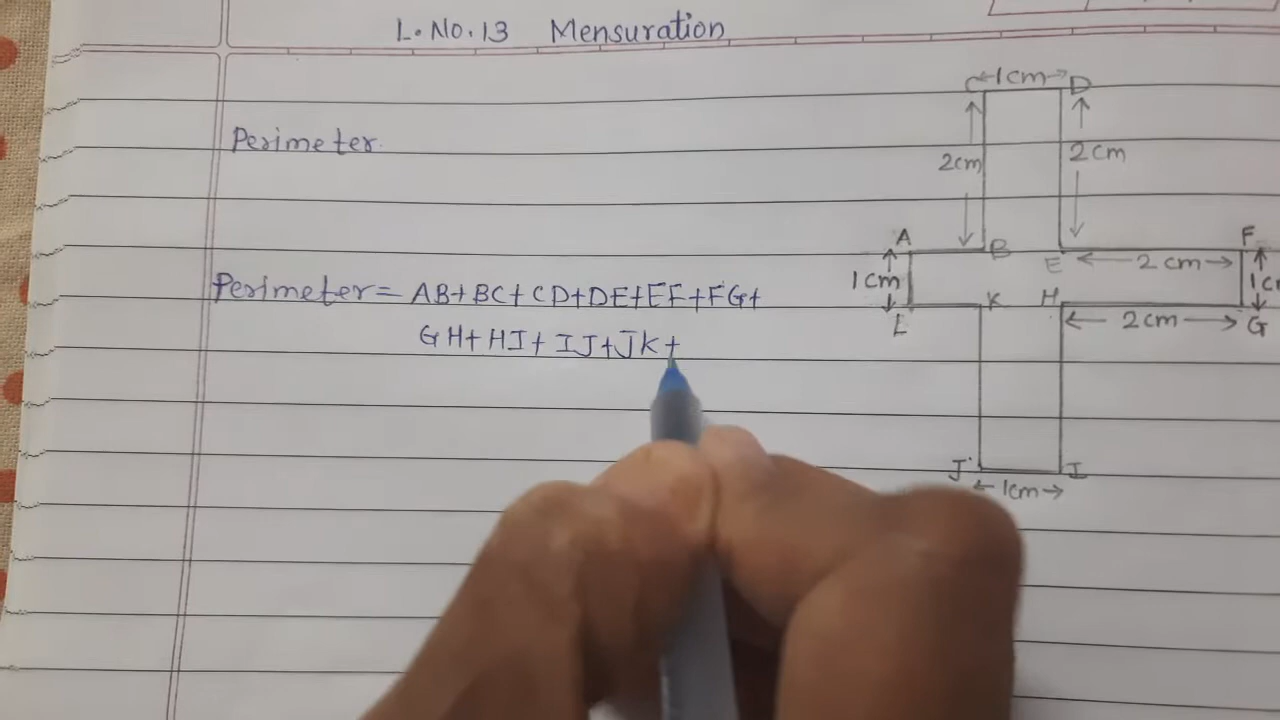 L.No.13 Mensuration
Perimeter.
Perimeter = AB+BC+CD+DE+EF+FG+
GH+HI+IJ+JK+
C 1cm D
2cm
2cm
A
B
E
2cm
F
1cm
1c
L
K
H
2cm
G
J
I
1cm